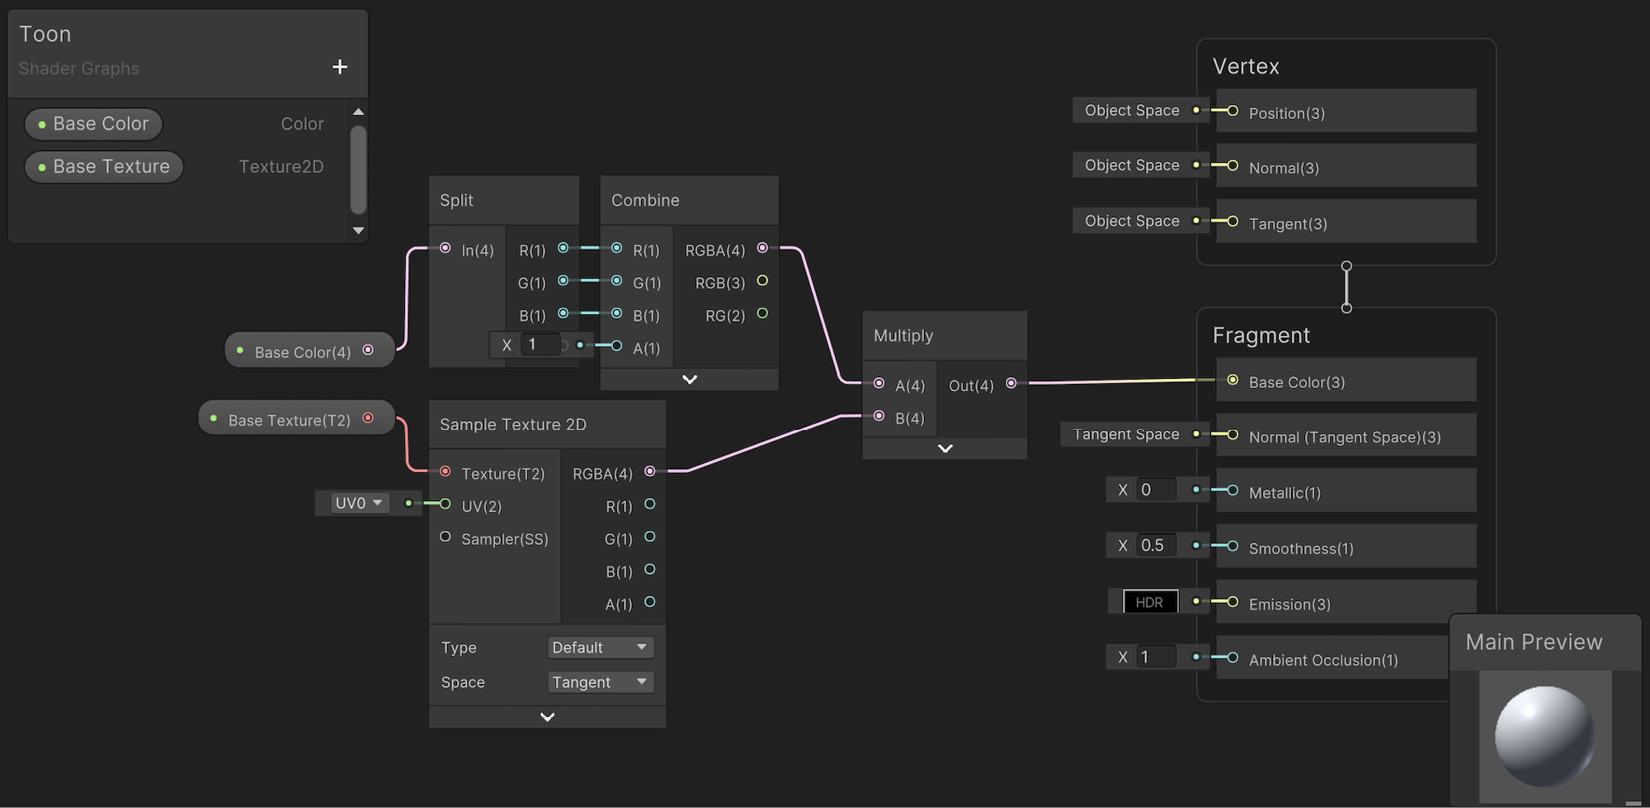 Toon
Shader Graphs
+
Base Color Color
Base Texture Texture2D
Split
In(4) R(1)
G(1)
B(1)
Combine
R(1) RGBA(4)
G(1) RGB(3)
B(1) RG(2)
X 1 A(1)
Base Color(4)
Base Texture(T2)
Sample Texture 2D
Texture(T2) RGBA(4)
UV0 UV(2) R(1)
Sampler(SS) G(1)
B(1)
A(1)
Type Default
Space Tangent
Multiply
A(4) Out(4)
B(4)
Vertex
Object Space Position(3)
Object Space Normal(3)
Object Space Tangent(3)
Fragment
Base Color(3)
Tangent Space Normal (Tangent Space)(3)
X 0 Metallic(1)
X 0.5 Smoothness(1)
HDR Emission(3)
X 1 Ambient Occlusion(1)
Main Preview